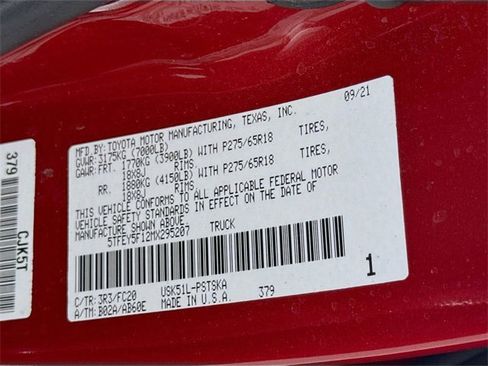 MFD.BY:TOYOTA MOTOR MANUFACTURING, TEXAS, INC. 09/21
GVWR:3175KG (7000LB)
GAWR:FRT. 1770KG (3900LB) WITH P275/65R18 TIRES,
18X8J RIMS
RR. 1880KG (4150LB) WITH P275/65R18 TIRES,
18X8J RIMS
VEHICLE CONFORMS TO ALL APPLICABLE FEDERAL MOTOR
VEHICLE SAFETY STANDARDS IN EFFECT ON THE DATE OF
MANUFACTURE SHOWN ABOVE.
5TFEY5F12MX295207 TRUCK
1
C/TR: 3R3/FC20 USK51L-PSTSKA
A/TM: B02A/AB60E MADE IN U.S.A. 379
379 CJK5T